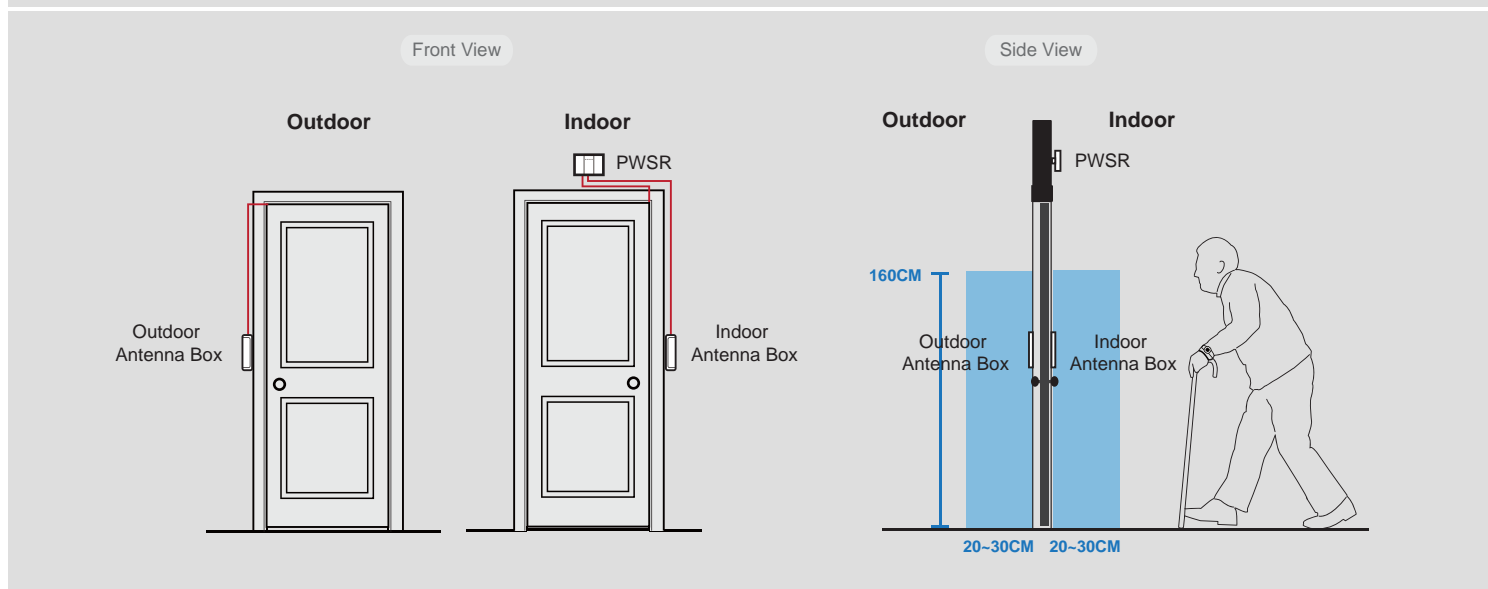 Front View
Side View
Outdoor
Indoor
PWSR
Outdoor
Antenna Box
Indoor
Antenna Box
Outdoor
Indoor
PWSR
160CM
Outdoor
Antenna Box
Indoor
Antenna Box
20~30CM
20~30CM